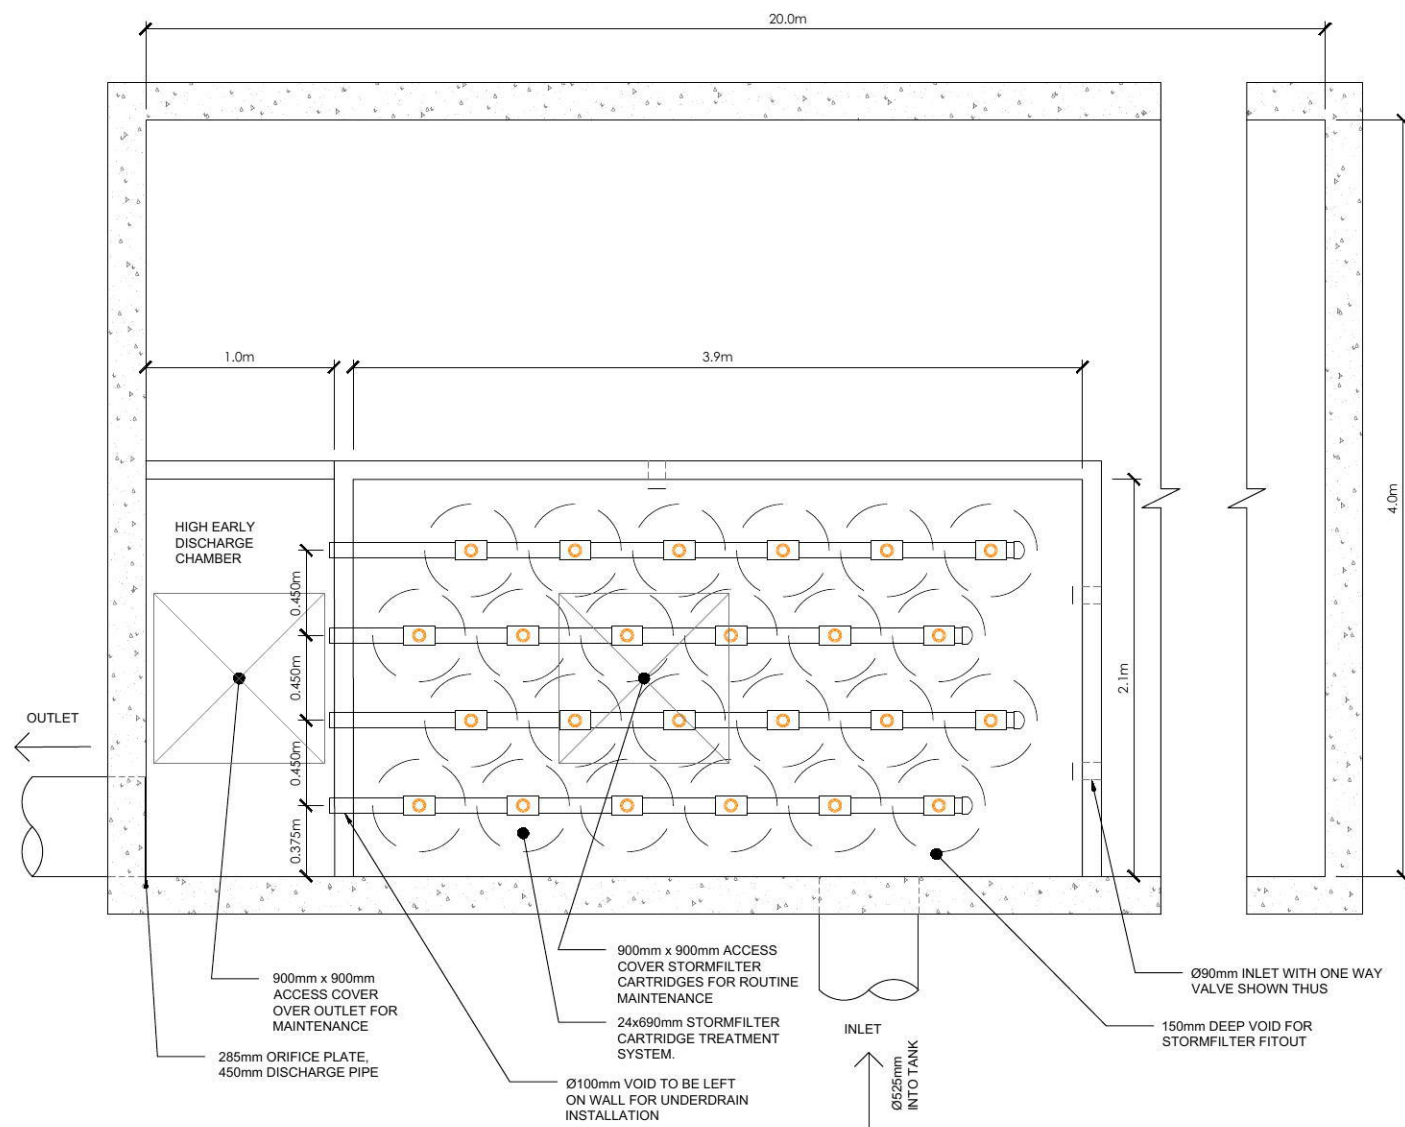 20.0m
1.0m
3.9m
4.0m
HIGH EARLY
DISCHARGE
CHAMBER
0.450m
0.450m
0.450m
0.375m
2.1m
OUTLET
900mm x 900mm
ACCESS COVER
OVER OUTLET FOR
MAINTENANCE
285mm ORIFICE PLATE,
450mm DISCHARGE PIPE
900mm x 900mm ACCESS
COVER STORMFILTER
CARTRIDGES FOR ROUTINE
MAINTENANCE
24x690mm STORMFILTER
CARTRIDGE TREATMENT
SYSTEM.
Ø100mm VOID TO BE LEFT
ON WALL FOR UNDERDRAIN
INSTALLATION
INLET
Ø525mm
INTO TANK
Ø90mm INLET WITH ONE WAY
VALVE SHOWN THUS
150mm DEEP VOID FOR
STORMFILTER FITOUT